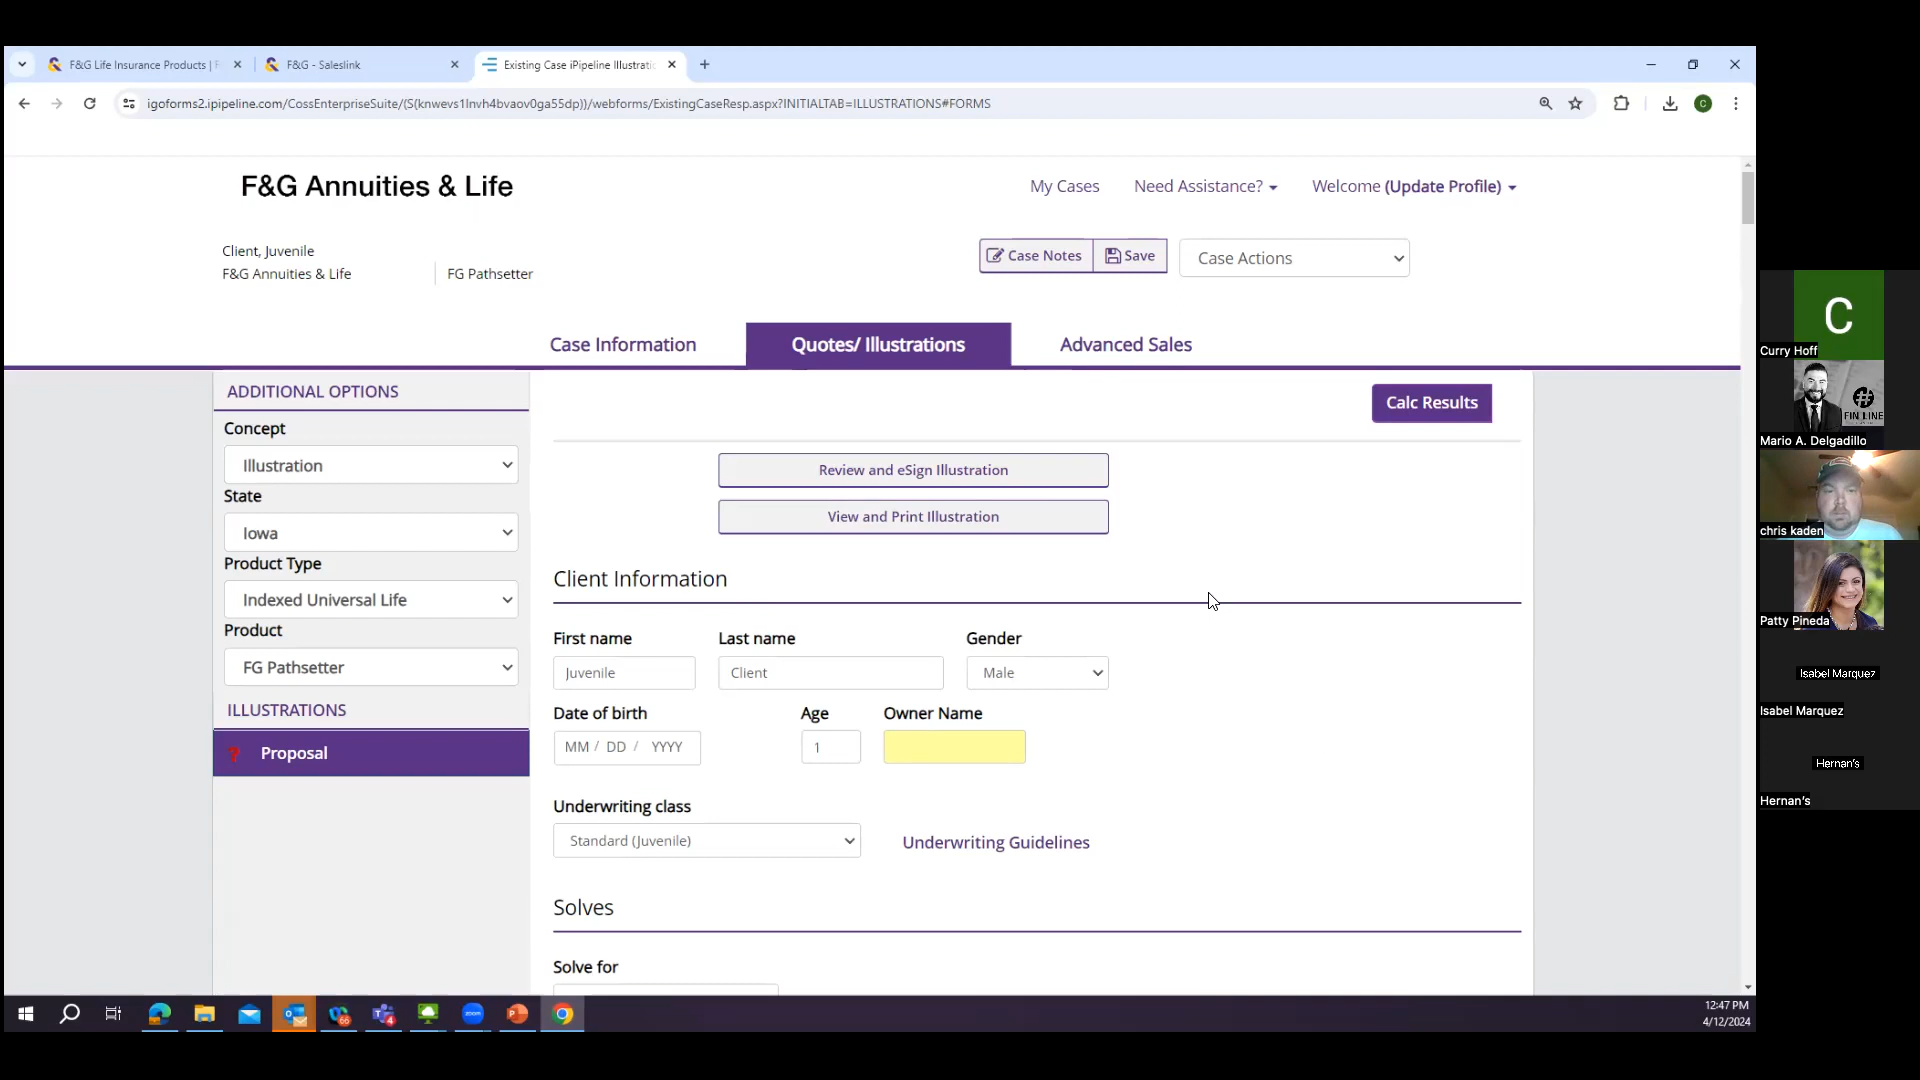 F&G Life Insurance Products | F
F&G - Saleslink
Existing Case iPipeline Illustratio
igoforms2.ipipeline.com/CossEnterpriseSuite/(S(knwevs1lnvh4bvaov0ga55dp))/webforms/ExistingCaseResp.aspx?INITIALTAB=ILLUSTRATIONS#FORMS
C
F&G Annuities & Life
My Cases
Need Assistance?
Welcome (Update Profile)
Client, Juvenile
F&G Annuities & Life
FG Pathsetter
Case Notes
Save
Case Actions
Case Information
Quotes/ Illustrations
Advanced Sales
ADDITIONAL OPTIONS
Concept
Illustration
State
Iowa
Product Type
Indexed Universal Life
Product
FG Pathsetter
ILLUSTRATIONS
? Proposal
Calc Results
Review and eSign Illustration
View and Print Illustration
Client Information
First name
Last name
Gender
Juvenile
Client
Male
Date of birth
Age
Owner Name
MM / DD / YYYY
1
Underwriting class
Standard (Juvenile)
Underwriting Guidelines
Solves
Solve for
C
Curry Hoff
#
FIN LINE
Mario A. Delgadillo
chris kaden
Patty Pineda
Isabel Marquez
Isabel Marquez
Hernan's
Hernan's
66
4
zoom
12:47 PM
4/12/2024